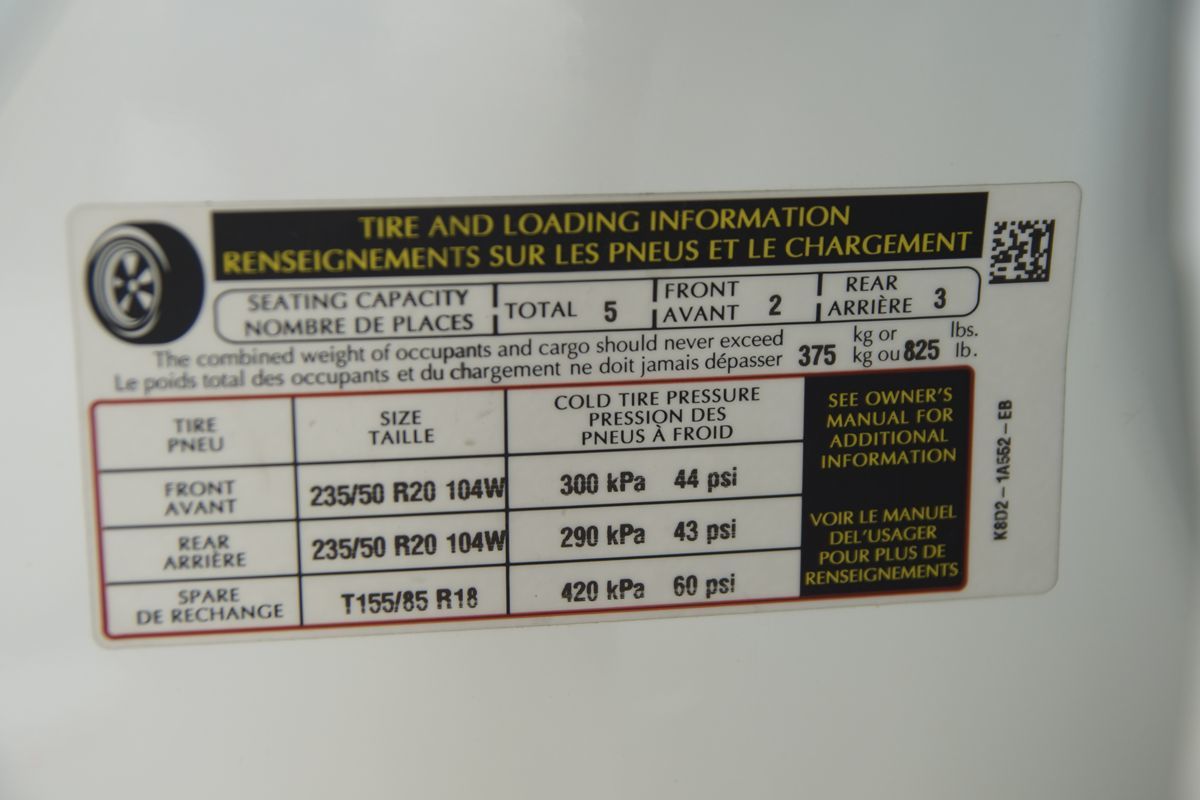 TIRE AND LOADING INFORMATION
RENSEIGNEMENTS SUR LES PNEUS ET LE CHARGEMENT
SEATING CAPACITY
NOMBRE DE PLACES
TOTAL 5
FRONT
AVANT 2
REAR
ARRIÈRE 3
The combined weight of occupants and cargo should never exceed 375 kg or 825 lbs.
Le poids total des occupants et du chargement ne doit jamais dépasser kg ou lb.
TIRE
PNEU
SIZE
TAILLE
COLD TIRE PRESSURE
PRESSION DES
PNEUS À FROID
FRONT
AVANT
235/50 R20 104W
300 kPa 44 psi
REAR
ARRIÈRE
235/50 R20 104W
290 kPa 43 psi
SPARE
DE RECHANGE
T155/85 R18
420 kPa 60 psi
SEE OWNER'S
MANUAL FOR
ADDITIONAL
INFORMATION
VOIR LE MANUEL
DEL'USAGER
POUR PLUS DE
RENSEIGNEMENTS
K8D2-1A552-EB